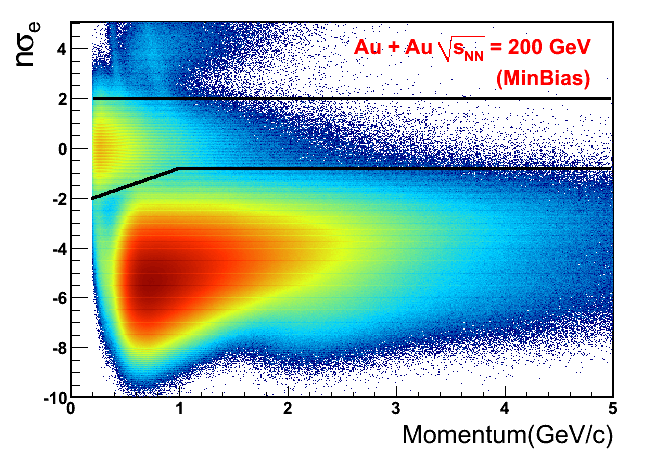 nσe
Au + Au √sNN = 200 GeV
(MinBias)
4
2
0
-2
-4
-6
-8
-10
0 1 2 3 4 5
Momentum(GeV/c)